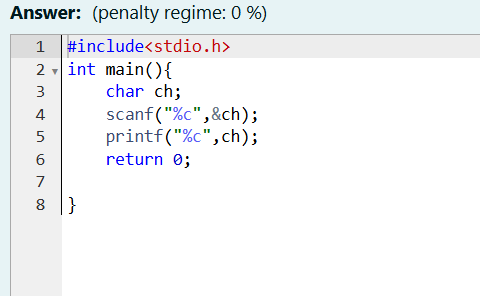 Answer: (penalty regime: 0 %)
1 #include<stdio.h>
2 int main(){
3     char ch;
4     scanf("%c",&ch);
5     printf("%c",ch);
6     return 0;
7
8 }